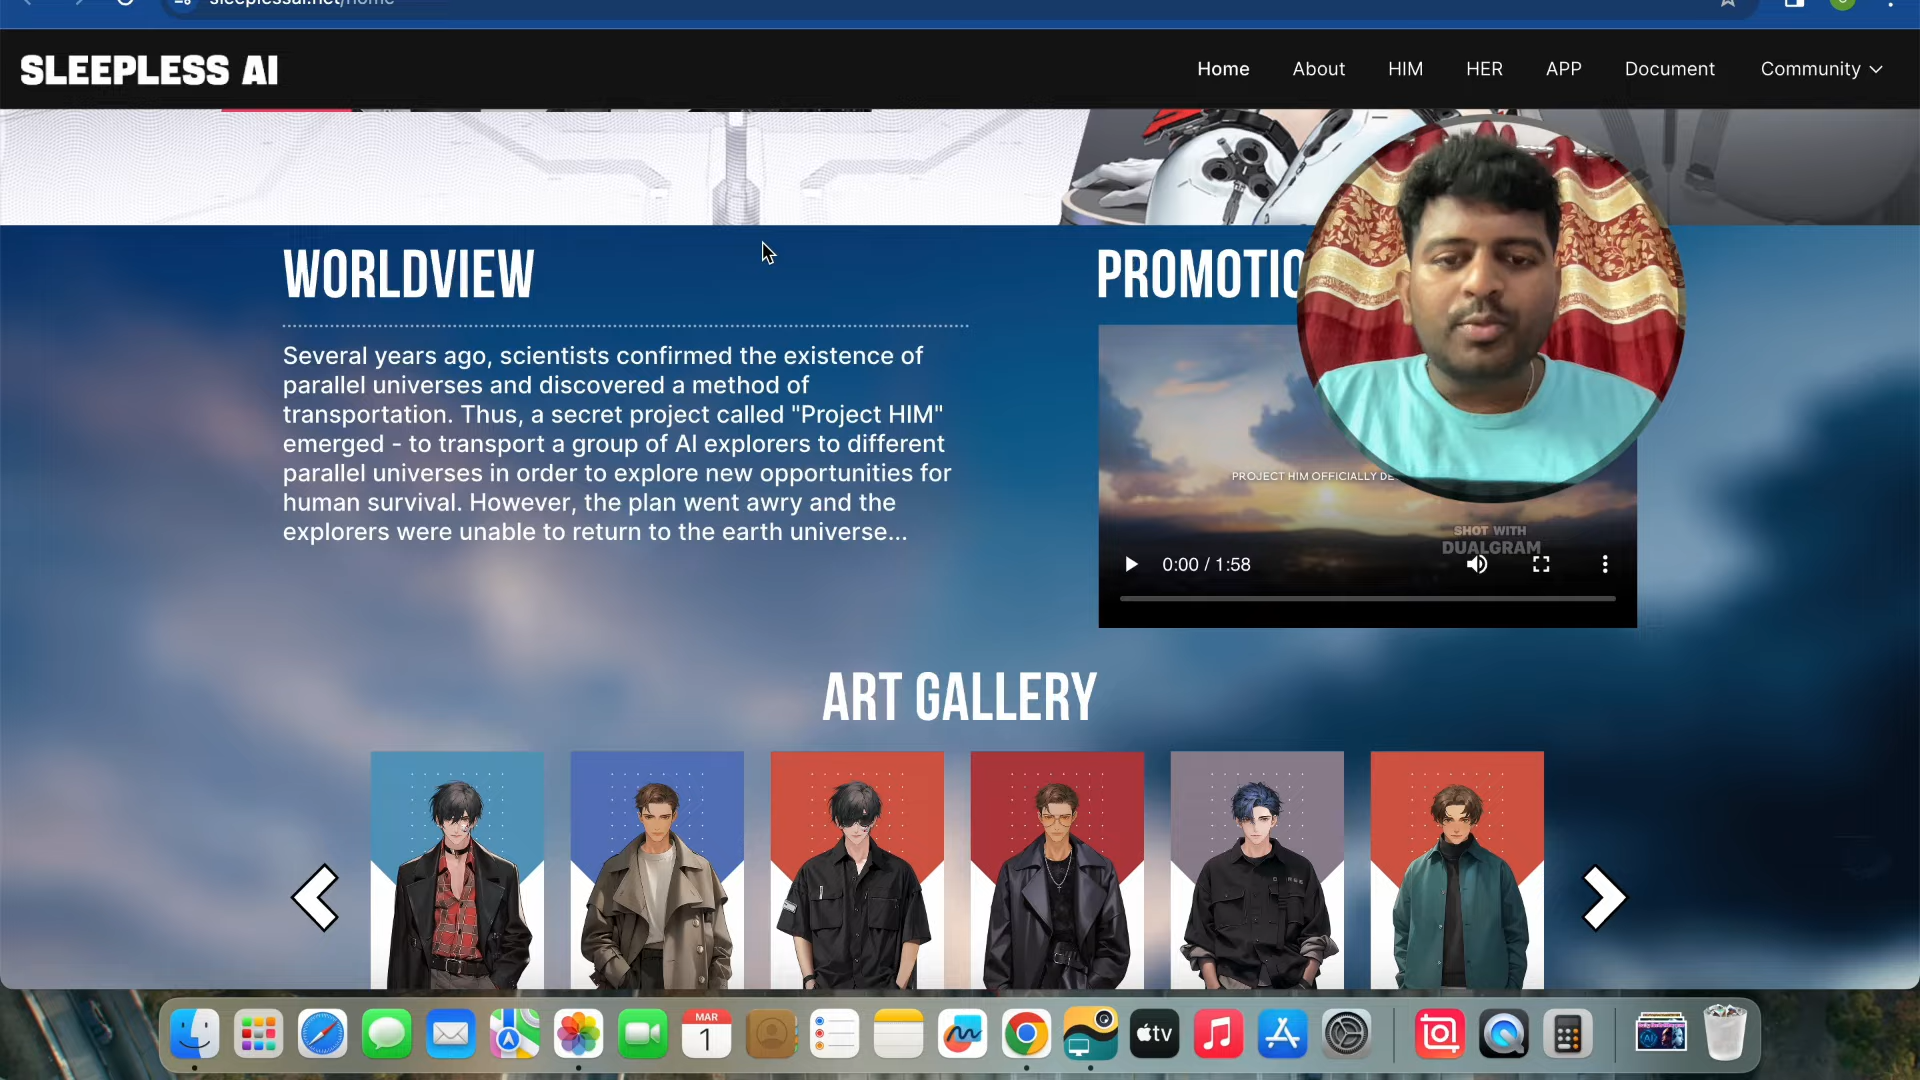 sleeplessai.net/home
SLEEPLESS AI
Home
About
HIM
HER
APP
Document
Community
WORLDVIEW
Several years ago, scientists confirmed the existence of
parallel universes and discovered a method of
transportation. Thus, a secret project called "Project HIM"
emerged - to transport a group of AI explorers to different
parallel universes in order to explore new opportunities for
human survival. However, the plan went awry and the
explorers were unable to return to the earth universe...
PROJECT HIM OFFICIALLY
SHOT WITH
DUALGRAM
0:00 / 1:58
ART GALLERY
MAR
1
tv